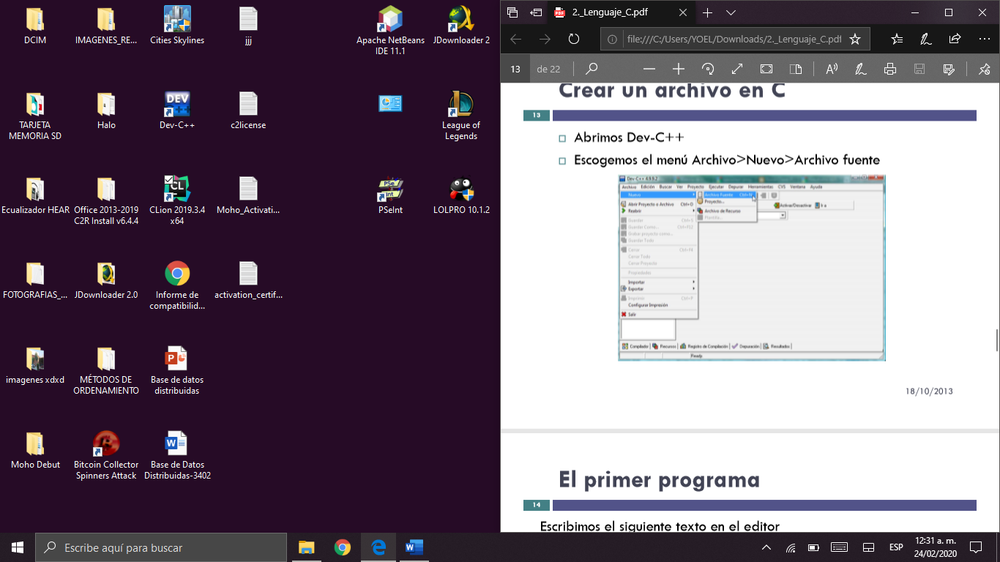 DCIM
IMAGENES_RE...
Cities Skylines
jjj
Apache NetBeans
IDE 11.1
JDownloader 2
TARJETA
MEMORIA SD
Halo
DEV
C++
Dev-C++
c2license
League of
Legends
Ecualizador HEAR
Office 2013-2019
C2R Install v6.4.4
CL
CLion 2019.3.4
x64
Moho_Activati...
PSe
Int
PSeInt
LOLPRO 10.1.2
FOTOGRAFIAS_...
JDownloader 2.0
Informe de
compatibilid...
activation_certif...
imagenes xdxd
MÉTODOS DE
ORDENAMIENTO
Base de datos
distribuidas
Moho Debut
Bitcoin Collector
Spinners Attack
Base de Datos
Distribuidas-3402
2._Lenguaje_C.pdf
file:///C:/Users/YOEL/Downloads/2._Lenguaje_C.pdf
13 de 22
Crear un archivo en C
13
Abrimos Dev-C++
Escogemos el menú Archivo>Nuevo>Archivo fuente
Dev-C++ 4.9.9.2
Archivo Edición Buscar Ver Proyecto Ejecutar Depurar Herramientas CVS Ventana Ayuda
Nuevo
Archivo Fuente Ctrl+N
Proyecto...
Archivo de Recurso
Plantilla...
Abrir Proyecto o Archivo Ctrl+O
Reabrir
Activar/Desactivar
Ir a
Guardar Ctrl+S
Guardar Como... Ctrl+F12
Grabar proyecto como...
Guardar Todo
Cerrar Ctrl+F4
Cerrar Todo
Cerrar Proyecto
Propiedades
Importar
Exportar
Imprimir Ctrl+P
Configurar Impresión
Salir
Compilador Recursos Registro de Compilación Depuración Resultados
Ready
18/10/2013
El primer programa
14
Escribimos el siguiente texto en el editor
Escribe aquí para buscar
ESP
12:31 a. m.
24/02/2020